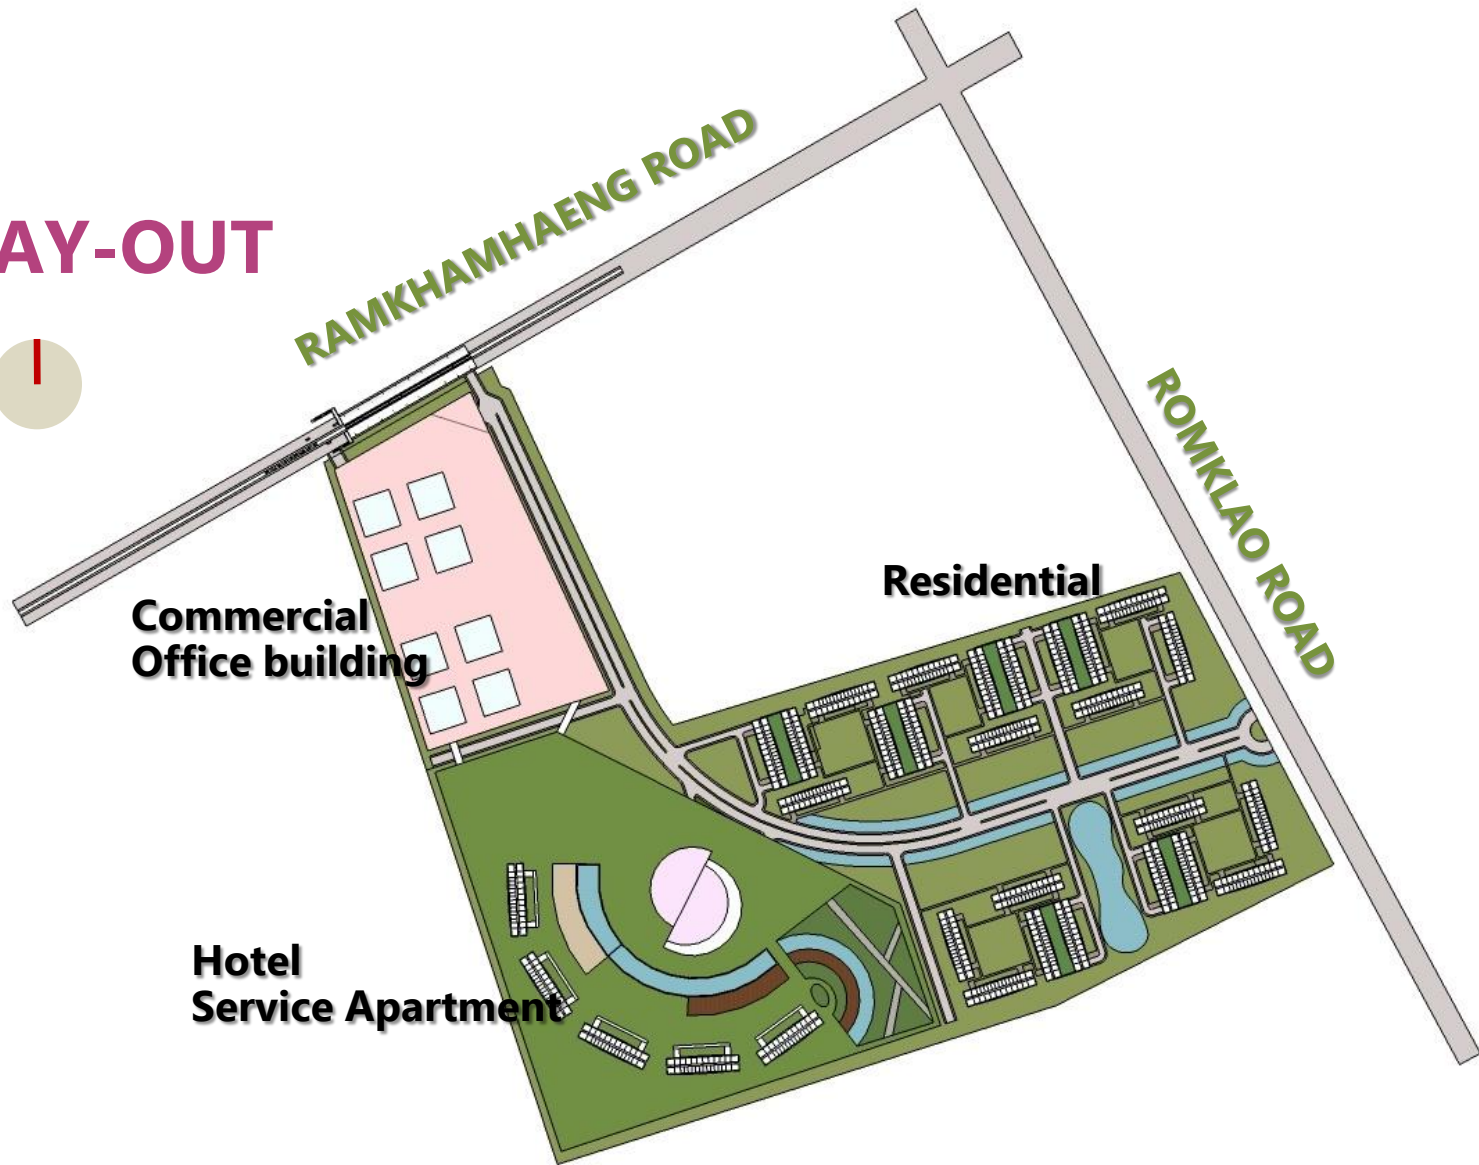 RAMKHAMHAENG ROAD
AY-OUT
ROMKLAO ROAD
Residential
Commercial
Office building
Hotel
Service Apartment